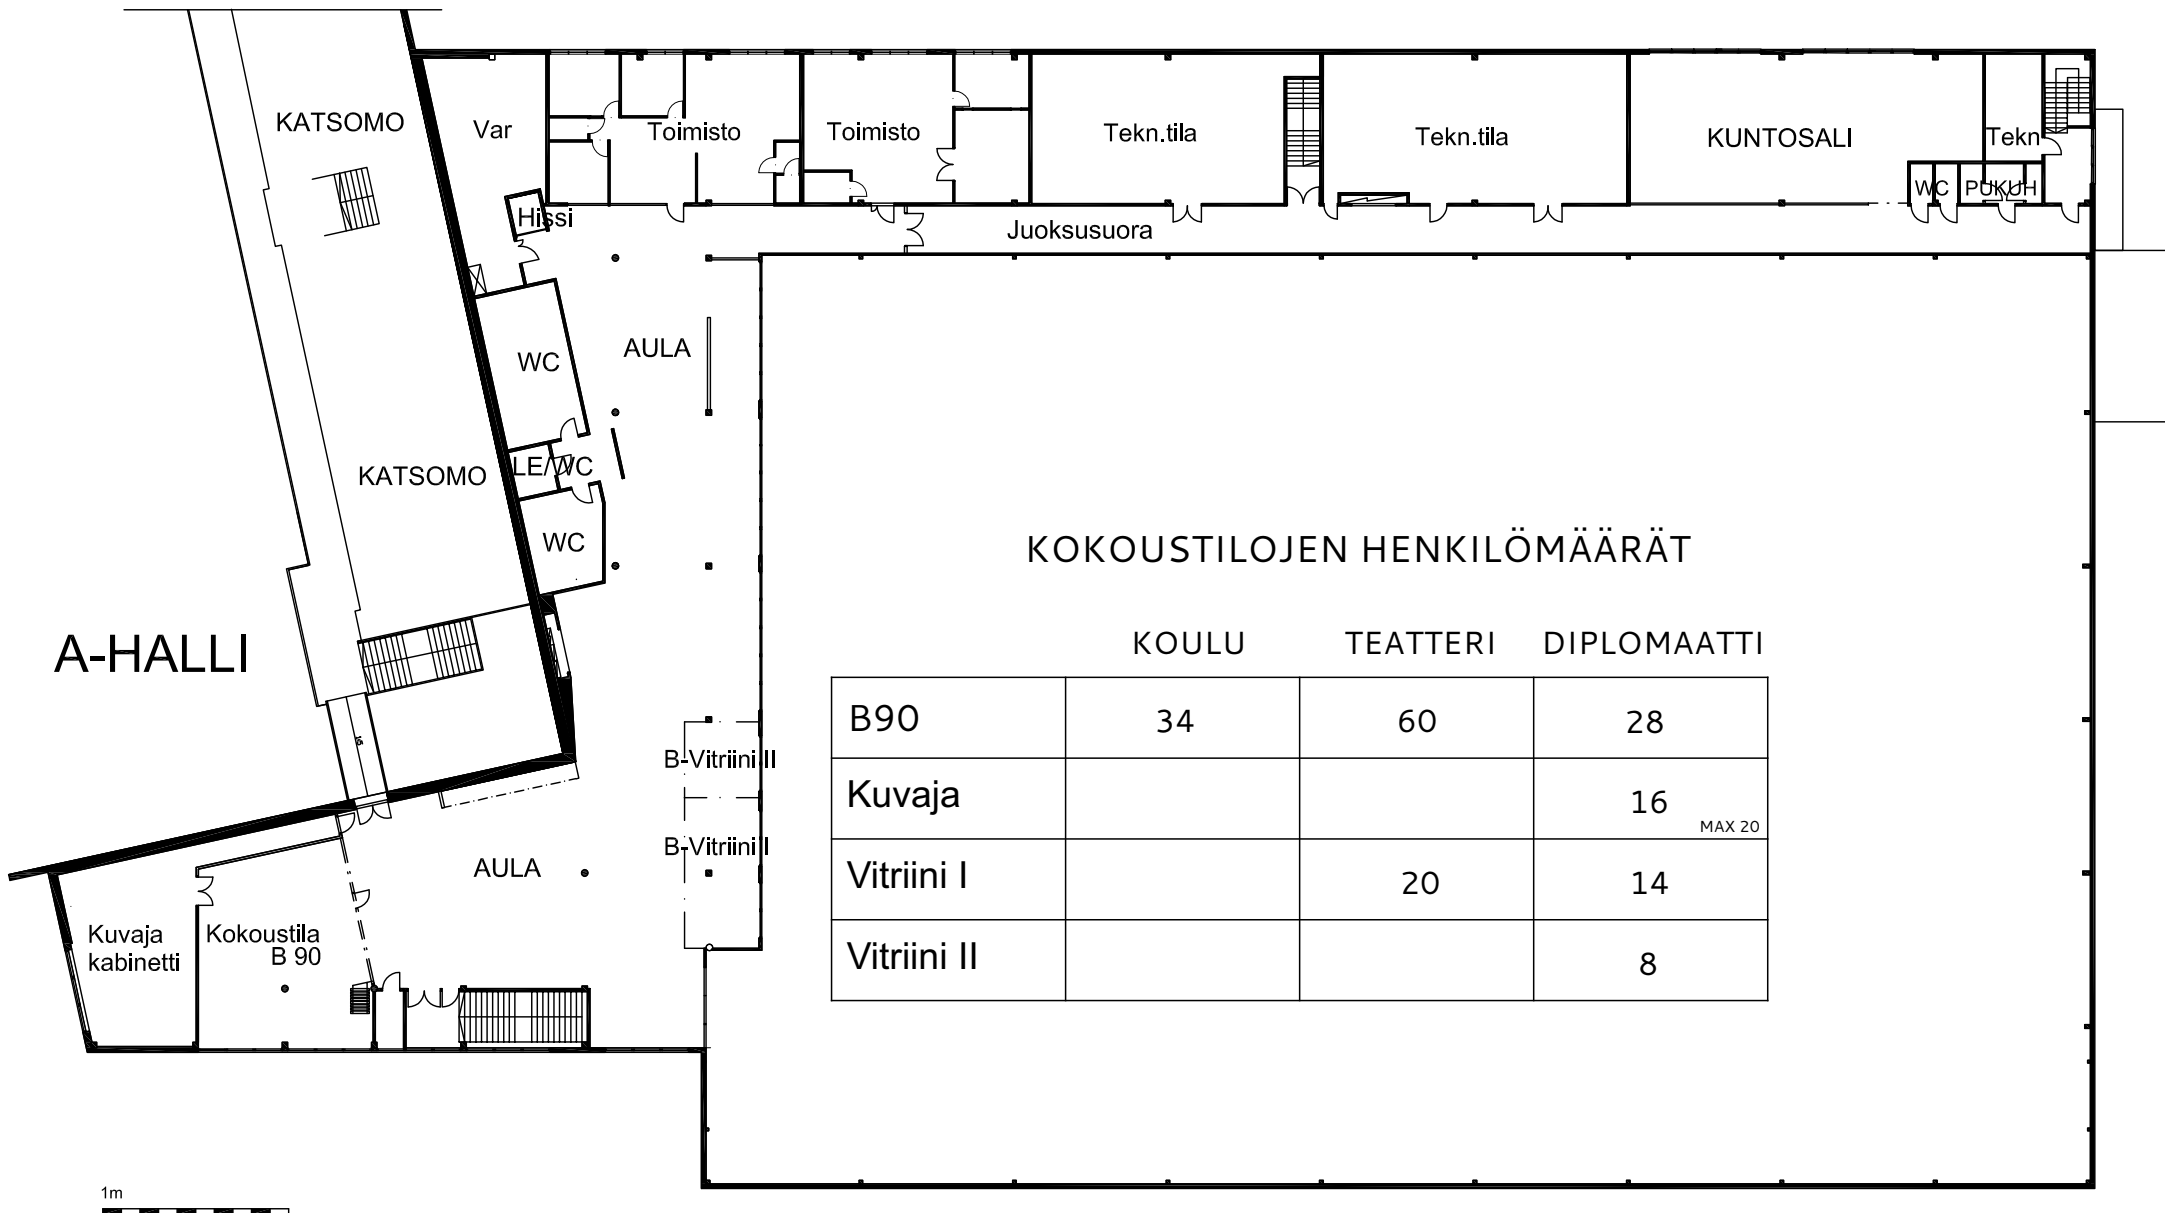 KATSOMO
Var
Toimisto
Toimisto
Tekn.tila
Tekn.tila
KUNTOSALI
Tekn
WC
PUKUH
Hissi
Juoksusuora
WC
AULA
KATSOMO
LE/WC
WC
A-HALLI
B-Vitriini II
B-Vitriini I
AULA
Kuvaja
kabinetti
Kokoustila
B 90
KOKOUSTILOJEN HENKILÖMÄÄRÄT
KOULU TEATTERI DIPLOMAATTI
B90 34 60 28
Kuvaja 16 MAX 20
Vitriini I 20 14
Vitriini II 8
1m